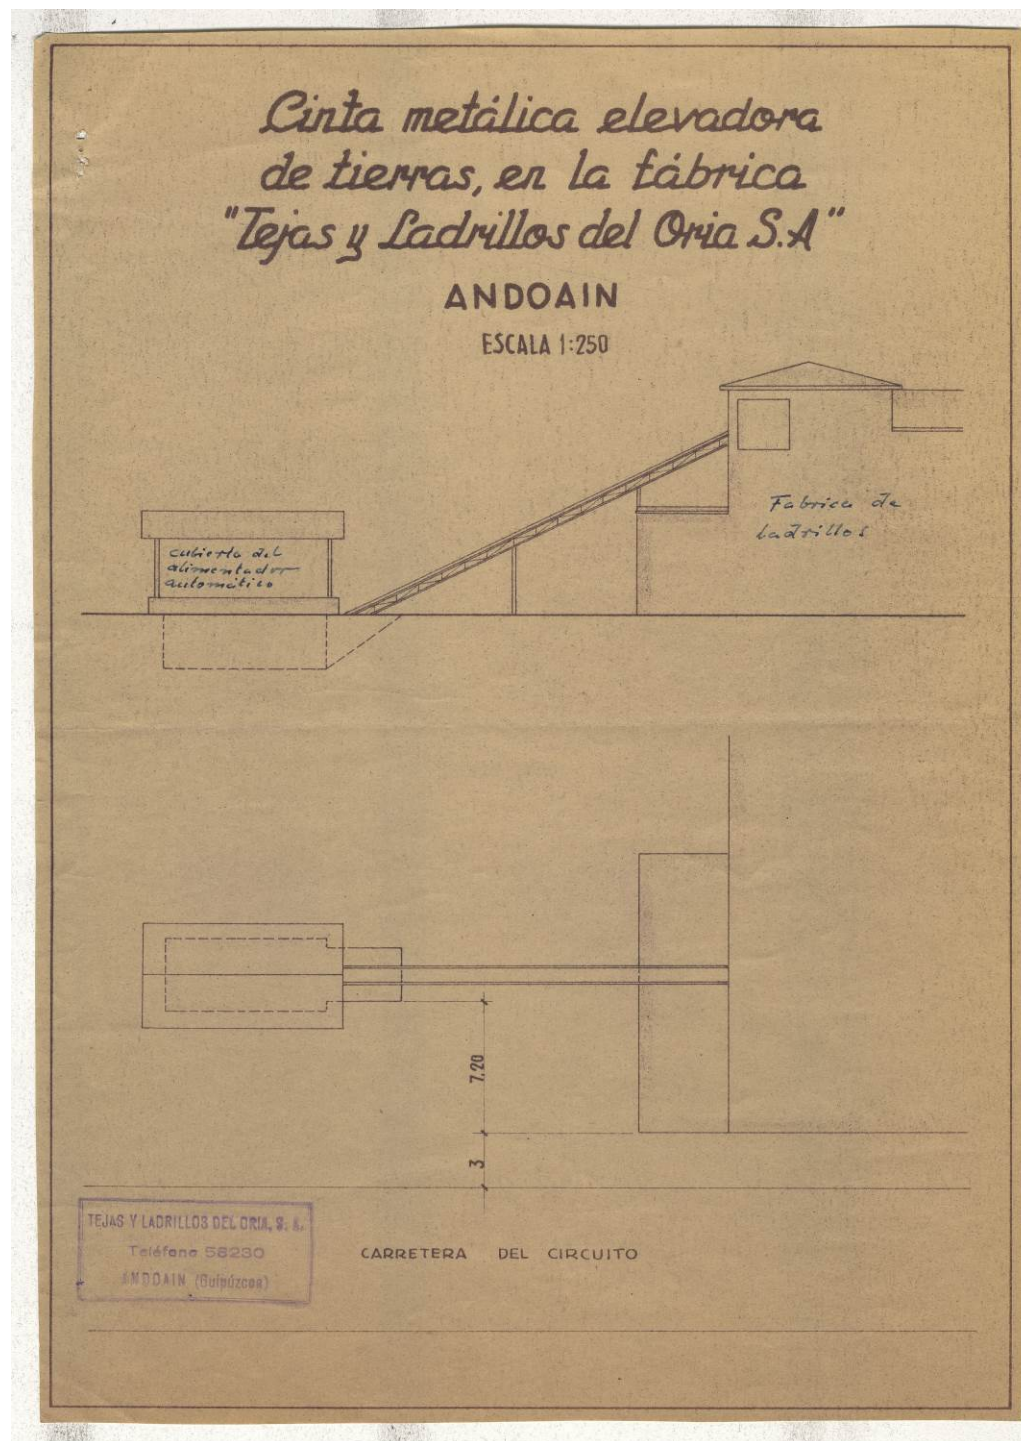 Cinta metálica elevadora
de tierras, en la fábrica
"Tejas y Ladrillos del Oria S.A"
ANDOAIN
ESCALA 1:250
Fabrica de
ladrillos
cubierta del
alimentador
automático
7.20
3
TEJAS Y LADRILLOS DEL ORIA, S. A.
Teléfono 58230
ANDOAIN (Guipúzcoa)
CARRETERA DEL CIRCUITO